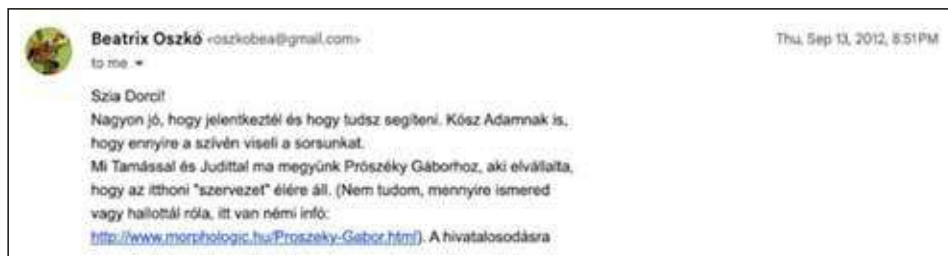 Beatrix Oszkó <oszkobea@gmail.com>
Thu, Sep 13, 2012, 8:51 PM
to me
Szia Dorci!
Nagyon jó, hogy jelentkeztél és hogy tudsz segíteni. Kösz Adamnak is,
hogy ennyire a szívén viseli a sorsunkat.
Mi Tamással és Judittal ma megyünk Prószéky Gáborhoz, aki elvállalta,
hogy az itthoni "szervezet" élére áll. (Nem tudom, mennyire ismered
vagy hallottál róla, itt van némi infó:
http://www.morphologic.hu/Proszeky-Gabor.html). A hivatalosodásra